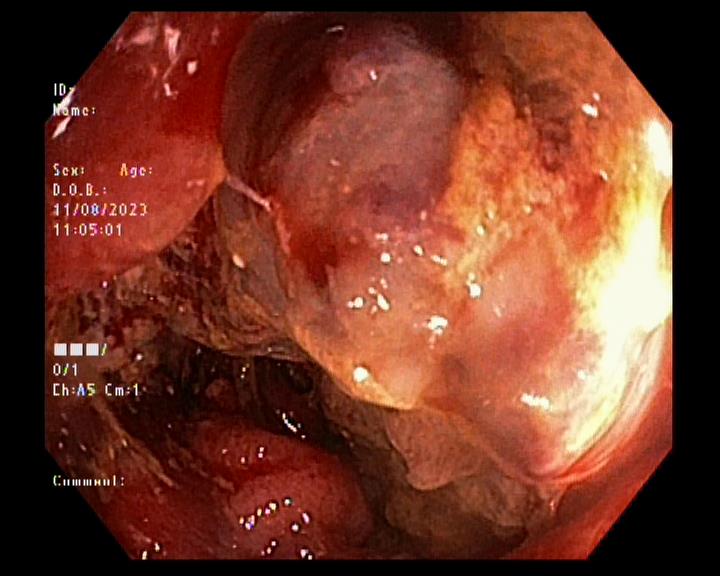 ID:
Name:
Sex: Age:
D.O.B.:
11/08/2023
11:05:01
0/1
Ch:A5 Cm:1
Comment: